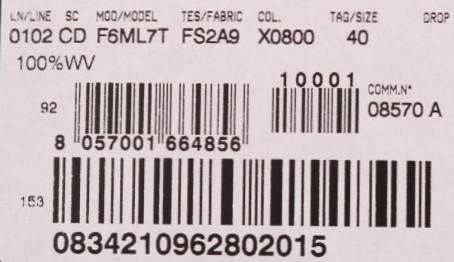 LN/LINE SC MOD/MODEL TES/FABRIC COL. TAG/SIZE DROP
0102 CD F6ML7T FS2A9 X0800 40
100%WV
10001
COMM.N°
92
08570 A
8 057001 664856
153
0834210962802015